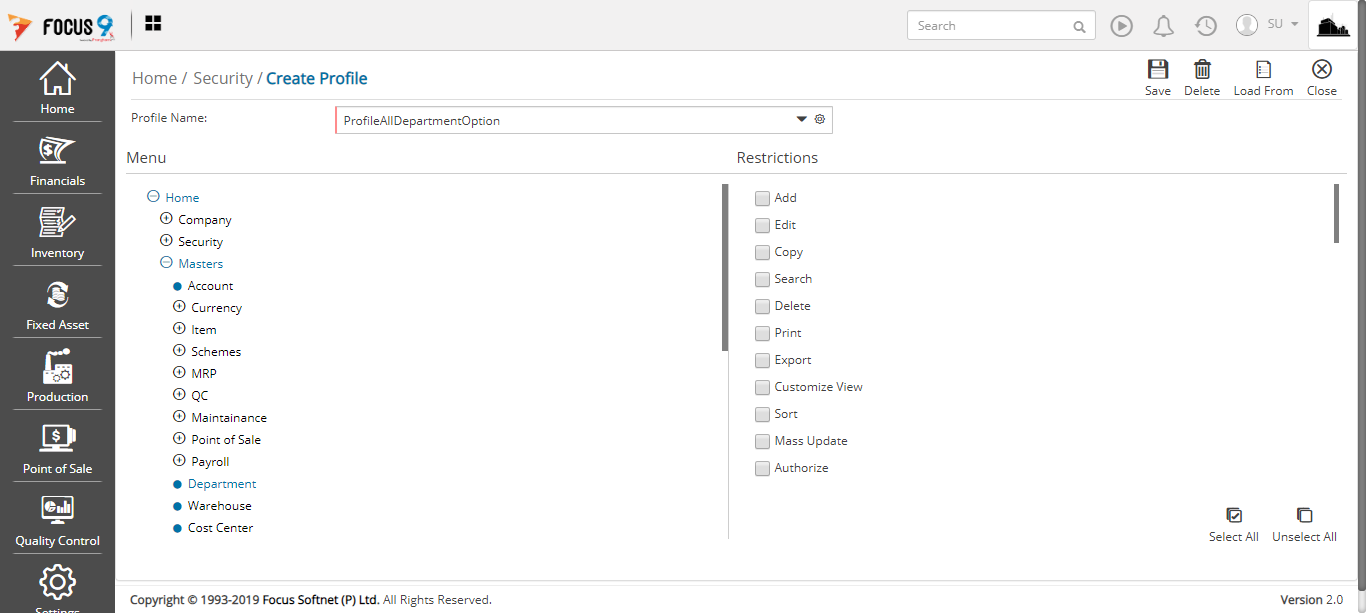 FOCUS 9
Search
SU
Home
Financials
Inventory
Fixed Asset
Production
Point of Sale
Quality Control
Settings
Home / Security / Create Profile
Save
Delete
Load From
Close
Profile Name:
ProfileAllDepartmentOption
Menu
Home
Company
Security
Masters
Account
Currency
Item
Schemes
MRP
QC
Maintainance
Point of Sale
Payroll
Department
Warehouse
Cost Center
Restrictions
Add
Edit
Copy
Search
Delete
Print
Export
Customize View
Sort
Mass Update
Authorize
Select All
Unselect All
Copyright © 1993-2019 Focus Softnet (P) Ltd. All Rights Reserved.
Version 2.0